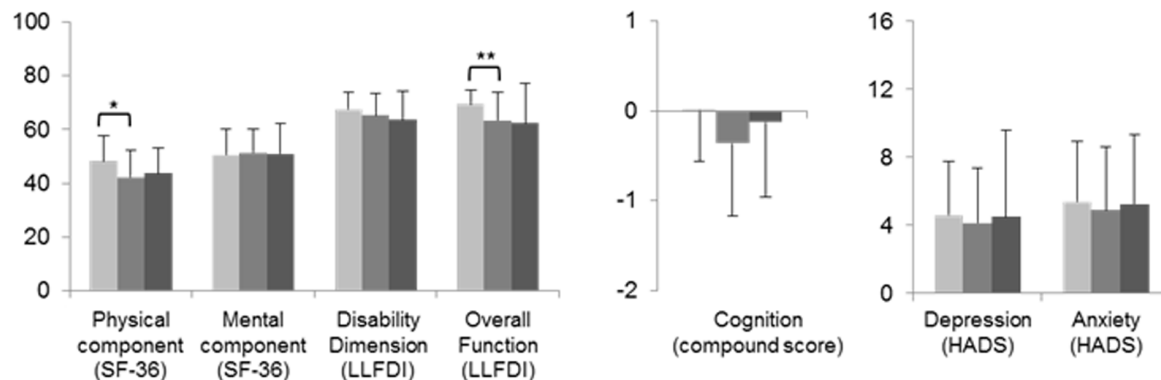 100
80
60
40
20
0
*
**
Physical
component
(SF-36)
Mental
component
(SF-36)
Disability
Dimension
(LLFDI)
Overall
Function
(LLFDI)
1
0
-1
-2
Cognition
(compound score)
16
12
8
4
0
Depression
(HADS)
Anxiety
(HADS)